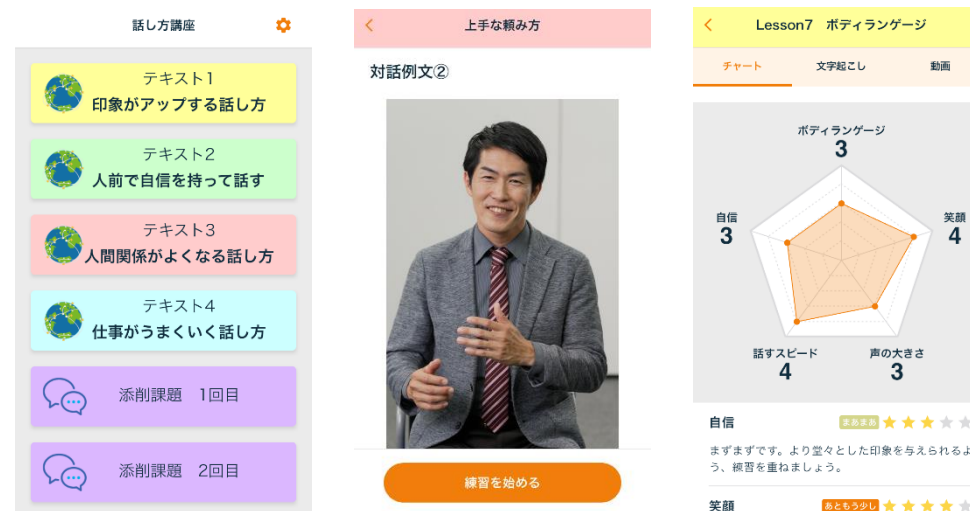 話し方講座
テキスト1
印象がアップする話し方
テキスト2
人前で自信を持って話す
テキスト3
人間関係がよくなる話し方
テキスト4
仕事がうまくいく話し方
添削課題 1回目
添削課題 2回目
上手な頼み方
対話例文②
練習を始める
Lesson7 ボディランゲージ
チャート 文字起こし 動画
ボディランゲージ
3
自信
3
笑顔
4
話すスピード
4
声の大きさ
3
自信 まあまあ
まずまずです。より堂々とした印象を与えられるよ
う、練習を重ねましょう。
笑顔 あともう少し